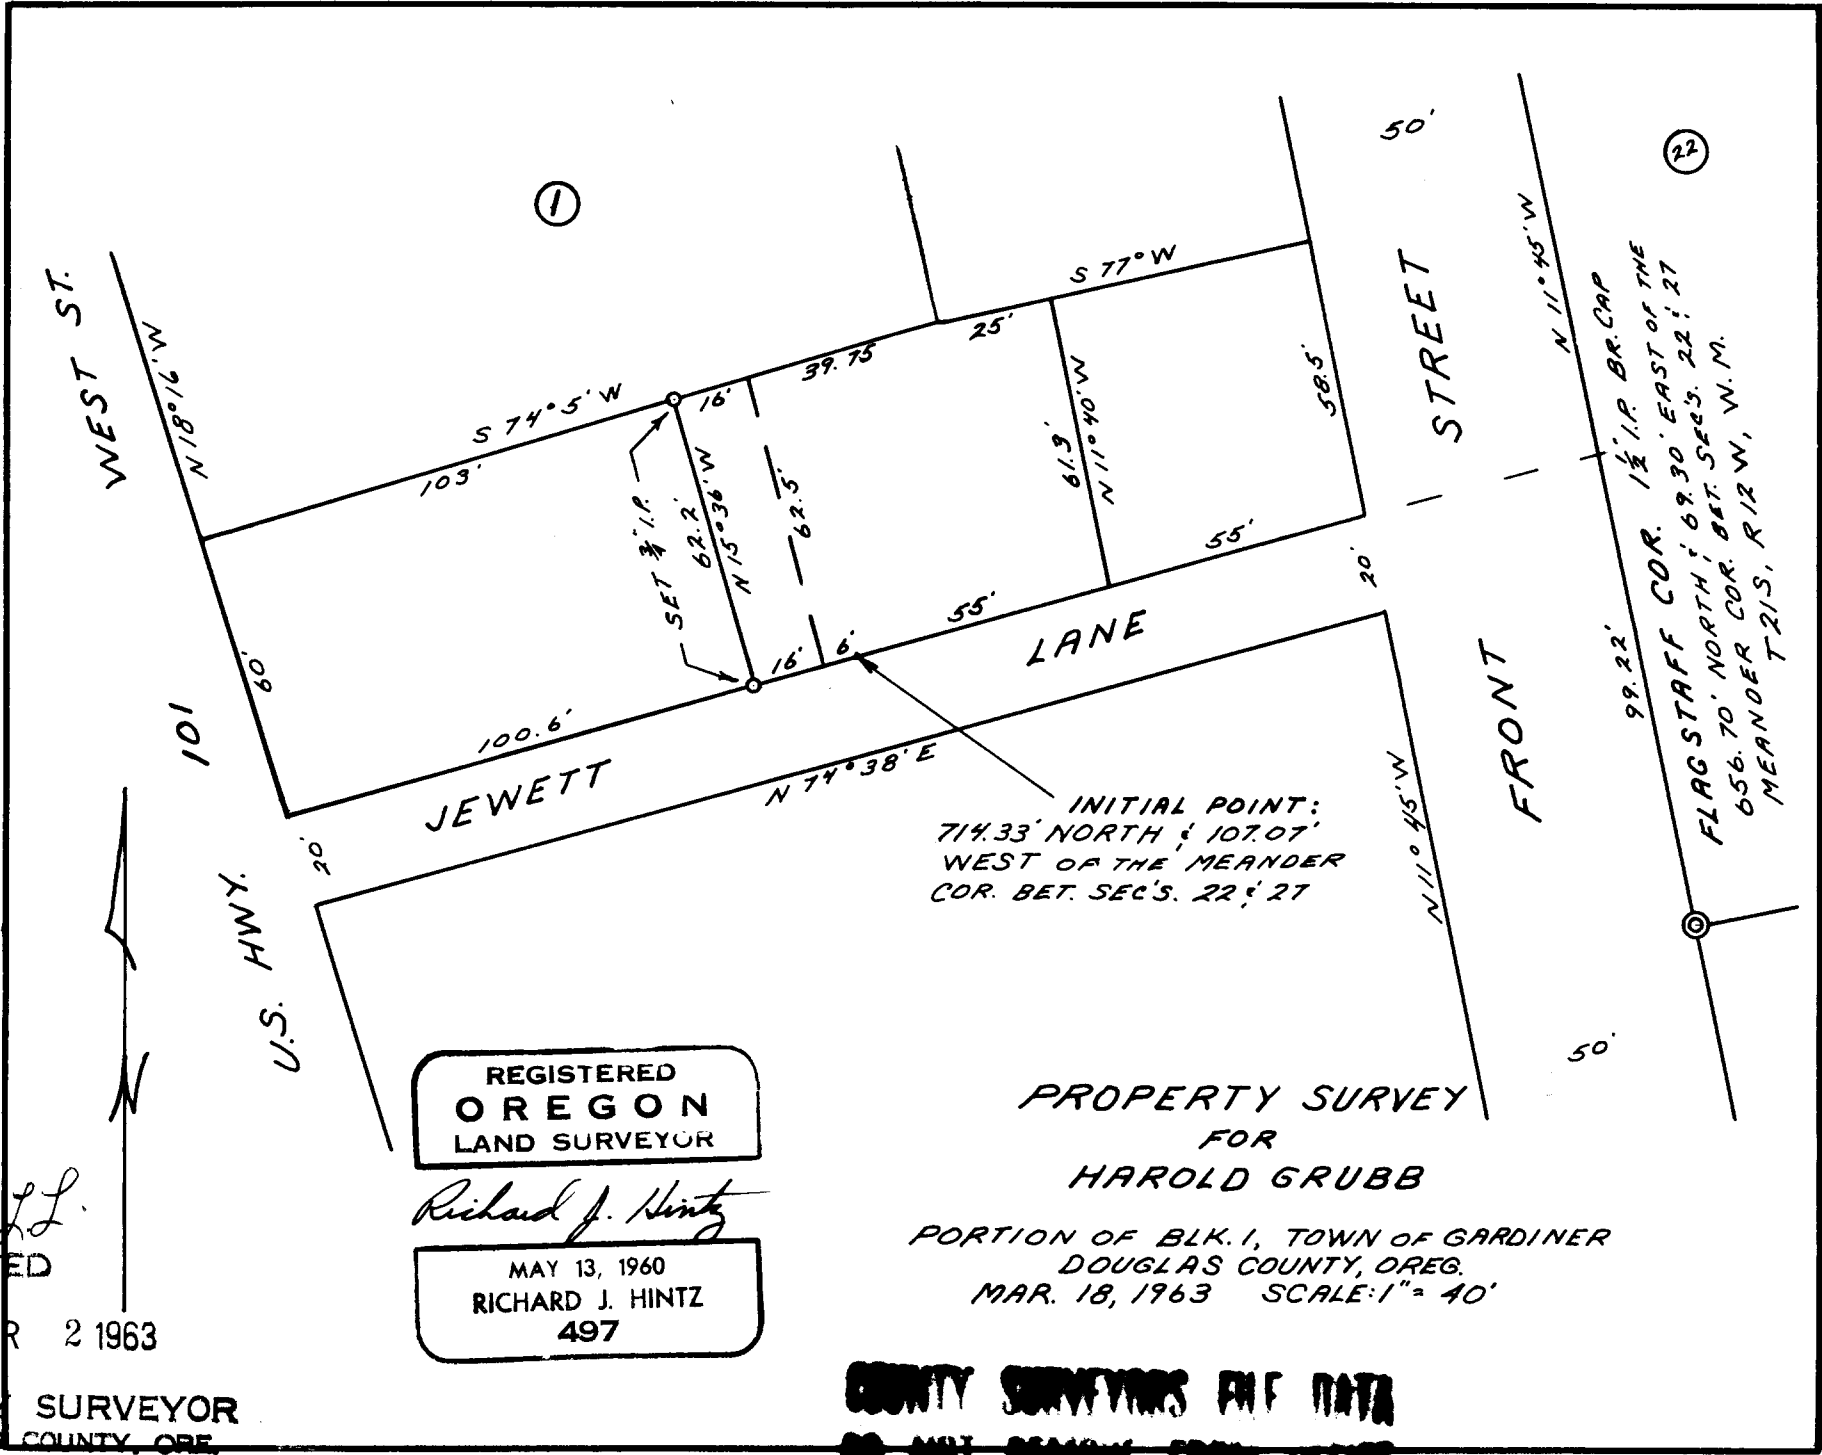 50'
22
1
WEST ST.
N 18° 16' W
S 77° W
25'
39.75
16'
S 74° 5' W
103'
SET 3/4" I.P.
62.2'
N 15° 36' W
62.5'
61.3'
N 11° 40' W
58.5'
FRONT STREET
N 11° 45' W
1 1/2" I.P. BR. CAP
FLAGSTAFF COR.
656.70' NORTH & 69.30' EAST OF THE
MEANDER COR. BET. SEC'S. 22 & 27
T21S, R12W, W.M.
99.22'
55'
55'
6'
16'
20'
60'
100.6'
JEWETT LANE
N 74° 38' E
U.S. HWY. 101
20'
INITIAL POINT:
714.33' NORTH & 107.07'
WEST OF THE MEANDER
COR. BET. SEC'S. 22 & 27
N 11° 45' W
50'
N
REGISTERED
OREGON
LAND SURVEYOR
Richard J. Hintz
MAY 13, 1960
RICHARD J. HINTZ
497
PROPERTY SURVEY
FOR
HAROLD GRUBB
PORTION OF BLK. 1, TOWN OF GARDINER
DOUGLAS COUNTY, OREG.
MAR. 18, 1963 SCALE: 1" = 40'
2 1963
SURVEYOR
COUNTY, ORE.
COUNTY SURVEYORS FILE DATA